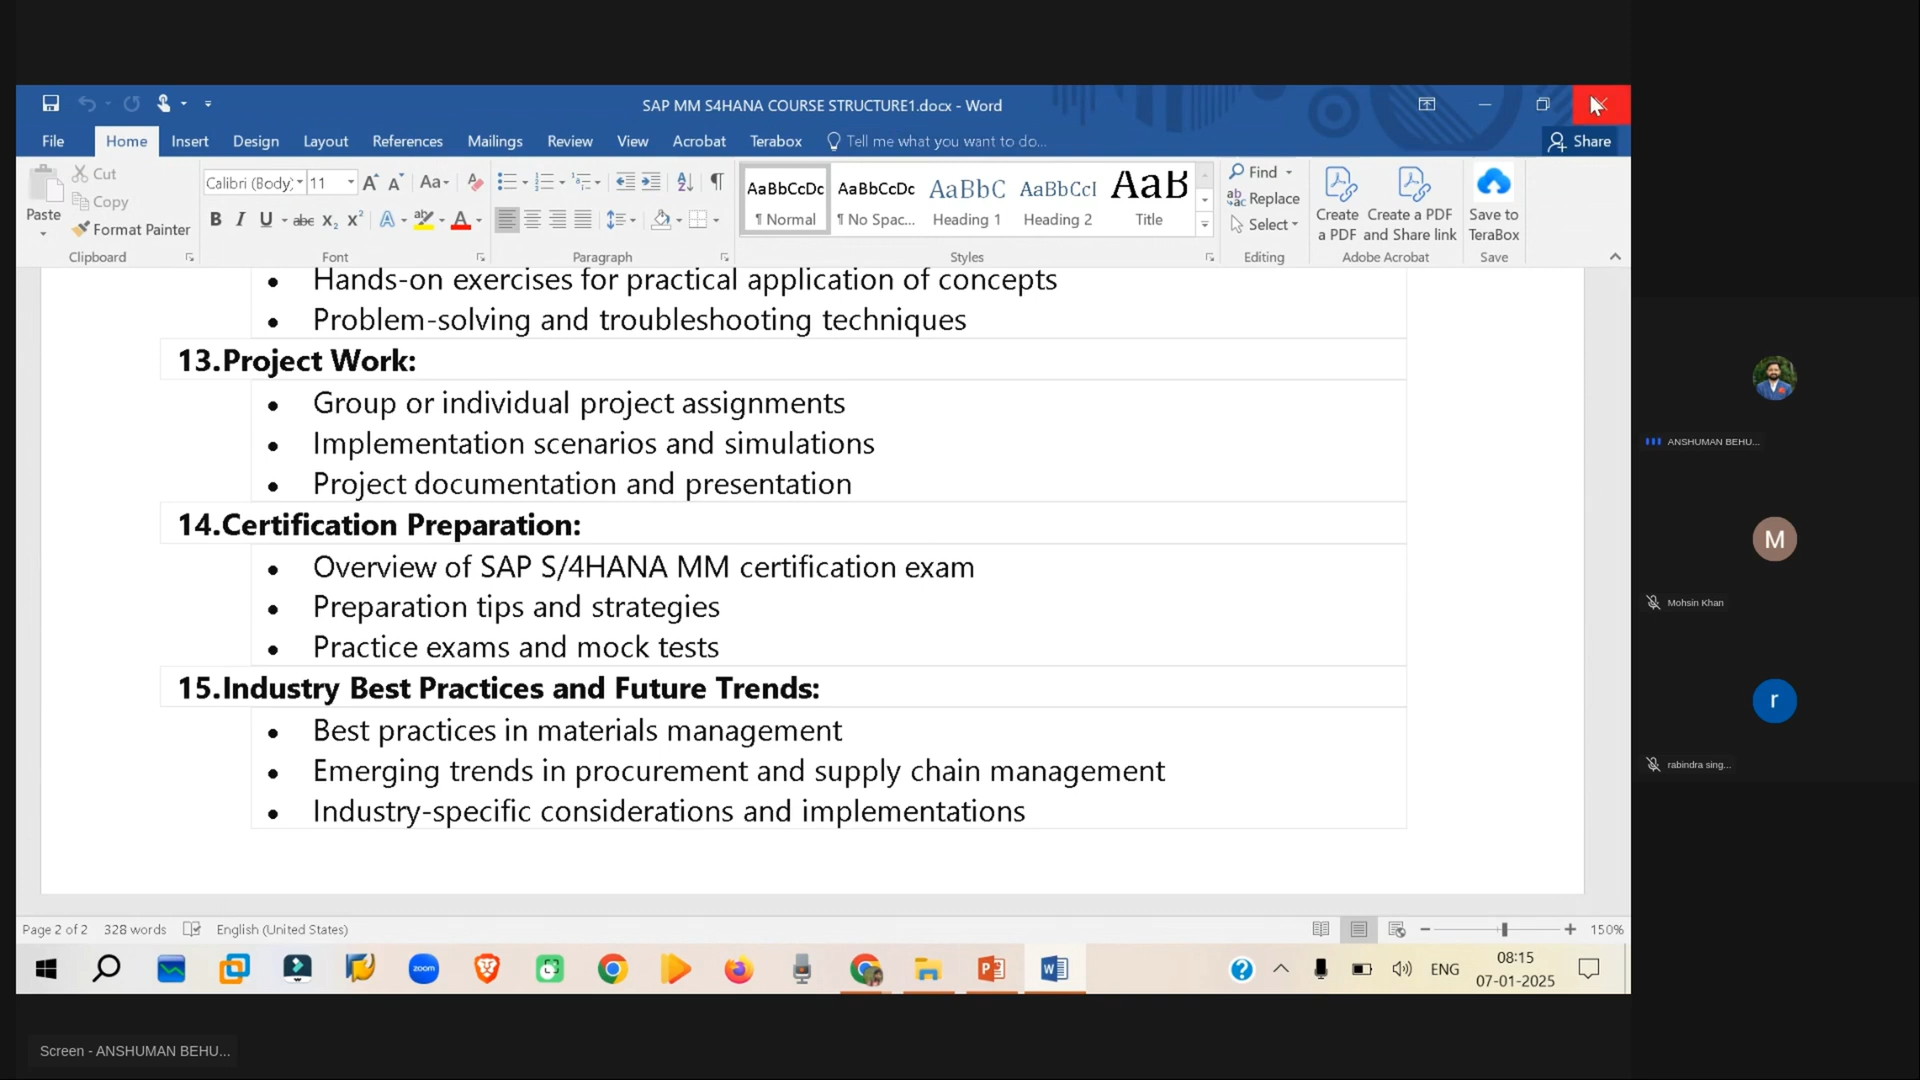 SAP MM S4HANA COURSE STRUCTURE1.docx - Word
File Home Insert Design Layout References Mailings Review View Acrobat Terabox Tell me what you want to do... Share
Paste
Cut
Copy
Format Painter
Clipboard
Calibri (Body) 11
Font
Paragraph
AaBbCcDc AaBbCcDc AaBbC AaBbCcI AaB
¶ Normal ¶ No Spac... Heading 1 Heading 2 Title
Styles
Find
Replace
Select
Editing
Create a PDF
Create a PDF and Share link
Adobe Acrobat
Save to TeraBox
Save
• Hands-on exercises for practical application of concepts
• Problem-solving and troubleshooting techniques
13.Project Work:
• Group or individual project assignments
• Implementation scenarios and simulations
• Project documentation and presentation
14.Certification Preparation:
• Overview of SAP S/4HANA MM certification exam
• Preparation tips and strategies
• Practice exams and mock tests
15.Industry Best Practices and Future Trends:
• Best practices in materials management
• Emerging trends in procurement and supply chain management
• Industry-specific considerations and implementations
Page 2 of 2 328 words English (United States) 150%
zoom
ENG
08:15
07-01-2025
ANSHUMAN BEHU...
M
Mohsin Khan
r
rabindra sing...
Screen - ANSHUMAN BEHU...